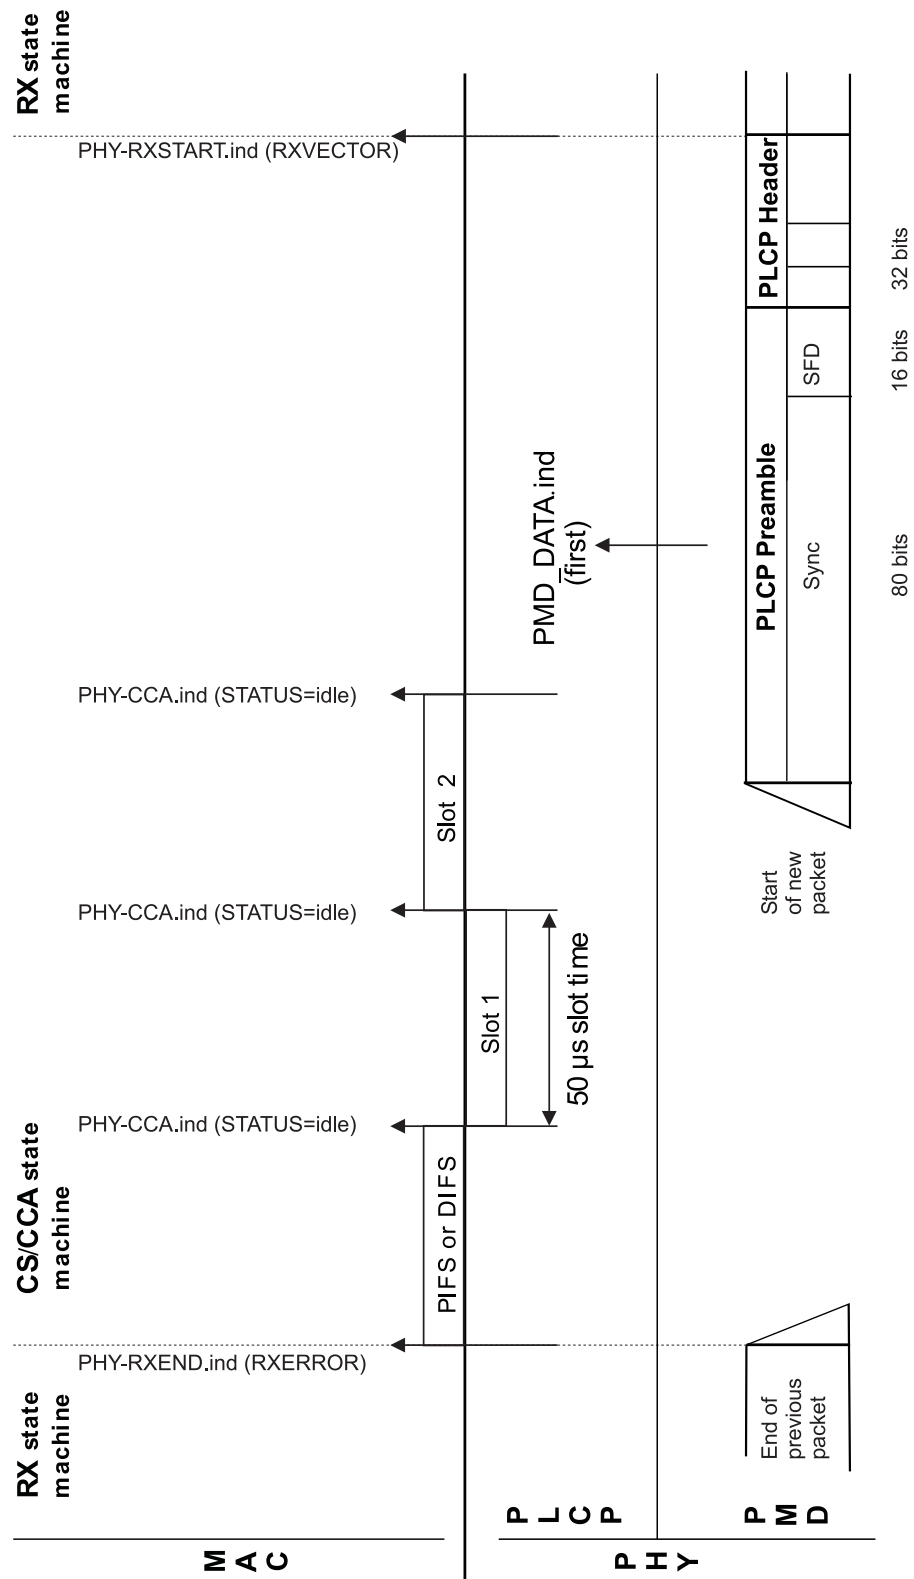 RX state
machine
PHY-RXSTART.ind (RXVECTOR)
PLCP Header
32 bits
SFD
16 bits
PLCP Preamble
Sync
80 bits
PMD_DATA.ind
(first)
PHY-CCA.ind (STATUS=idle)
Slot 2
PHY-CCA.ind (STATUS=idle)
Start
of new
packet
Slot 1
50 µs slot time
PHY-CCA.ind (STATUS=idle)
CS/CCA state
machine
PIFS or DIFS
PHY-RXEND.ind (RXERROR)
RX state
machine
End of
previous
packet
MAC
PLCP
PHY
PMD